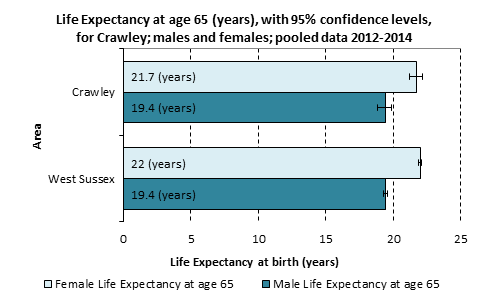 Life Expectancy at age 65 (years), with 95% confidence levels,
for Crawley; males and females; pooled data 2012-2014
Area
Crawley
21.7 (years)
19.4 (years)
West Sussex
22 (years)
19.4 (years)
0 5 10 15 20 25
Life Expectancy at birth (years)
Female Life Expectancy at age 65 Male Life Expectancy at age 65